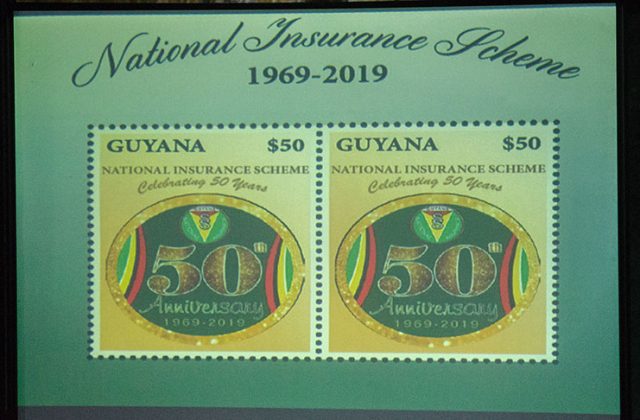 National Insurance Scheme
1969-2019
GUYANA $50
NATIONAL INSURANCE SCHEME
Celebrating 50 Years
50th
Anniversary
1969-2019
GUYANA $50
NATIONAL INSURANCE SCHEME
Celebrating 50 Years
50th
Anniversary
1969-2019